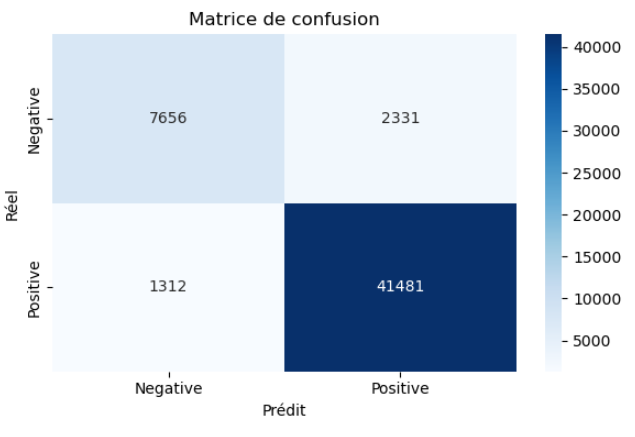 Matrice de confusion
Negative
7656
2331
Réel
Positive
1312
41481
Negative
Positive
Prédit
40000
35000
30000
25000
20000
15000
10000
5000